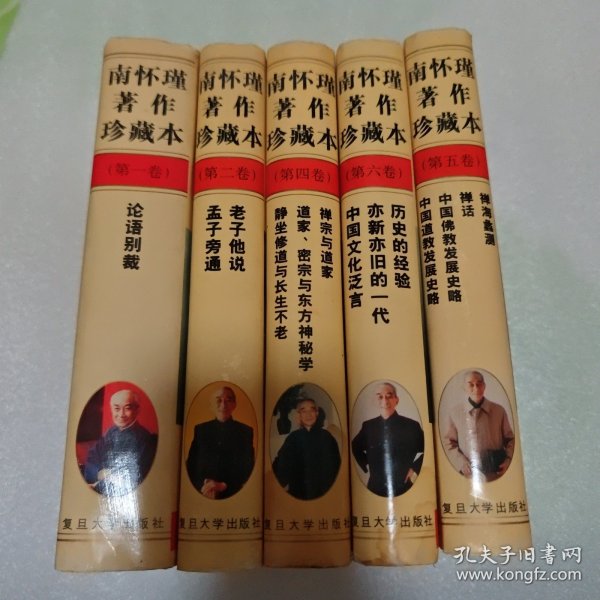 南怀瑾
著作
珍藏本
(第一卷)
论语别裁
复旦大学出版社
南怀瑾
著作
珍藏本
(第二卷)
老子他说
孟子旁通
复旦大学出版社
南怀瑾
著作
珍藏本
(第四卷)
禅宗与道家
道家、密宗与东方神秘学
静坐修道与长生不老
复旦大学出版社
南怀瑾
著作
珍藏本
(第六卷)
历史的经验
亦新亦旧的一代
中国文化泛言
复旦大学出版社
南怀瑾
著作
珍藏本
(第五卷)
禅海蠡测
禅话
中国佛教发展史略
中国道教发展史略
复旦大学出版社
孔夫子旧书网
www.kongfz.com